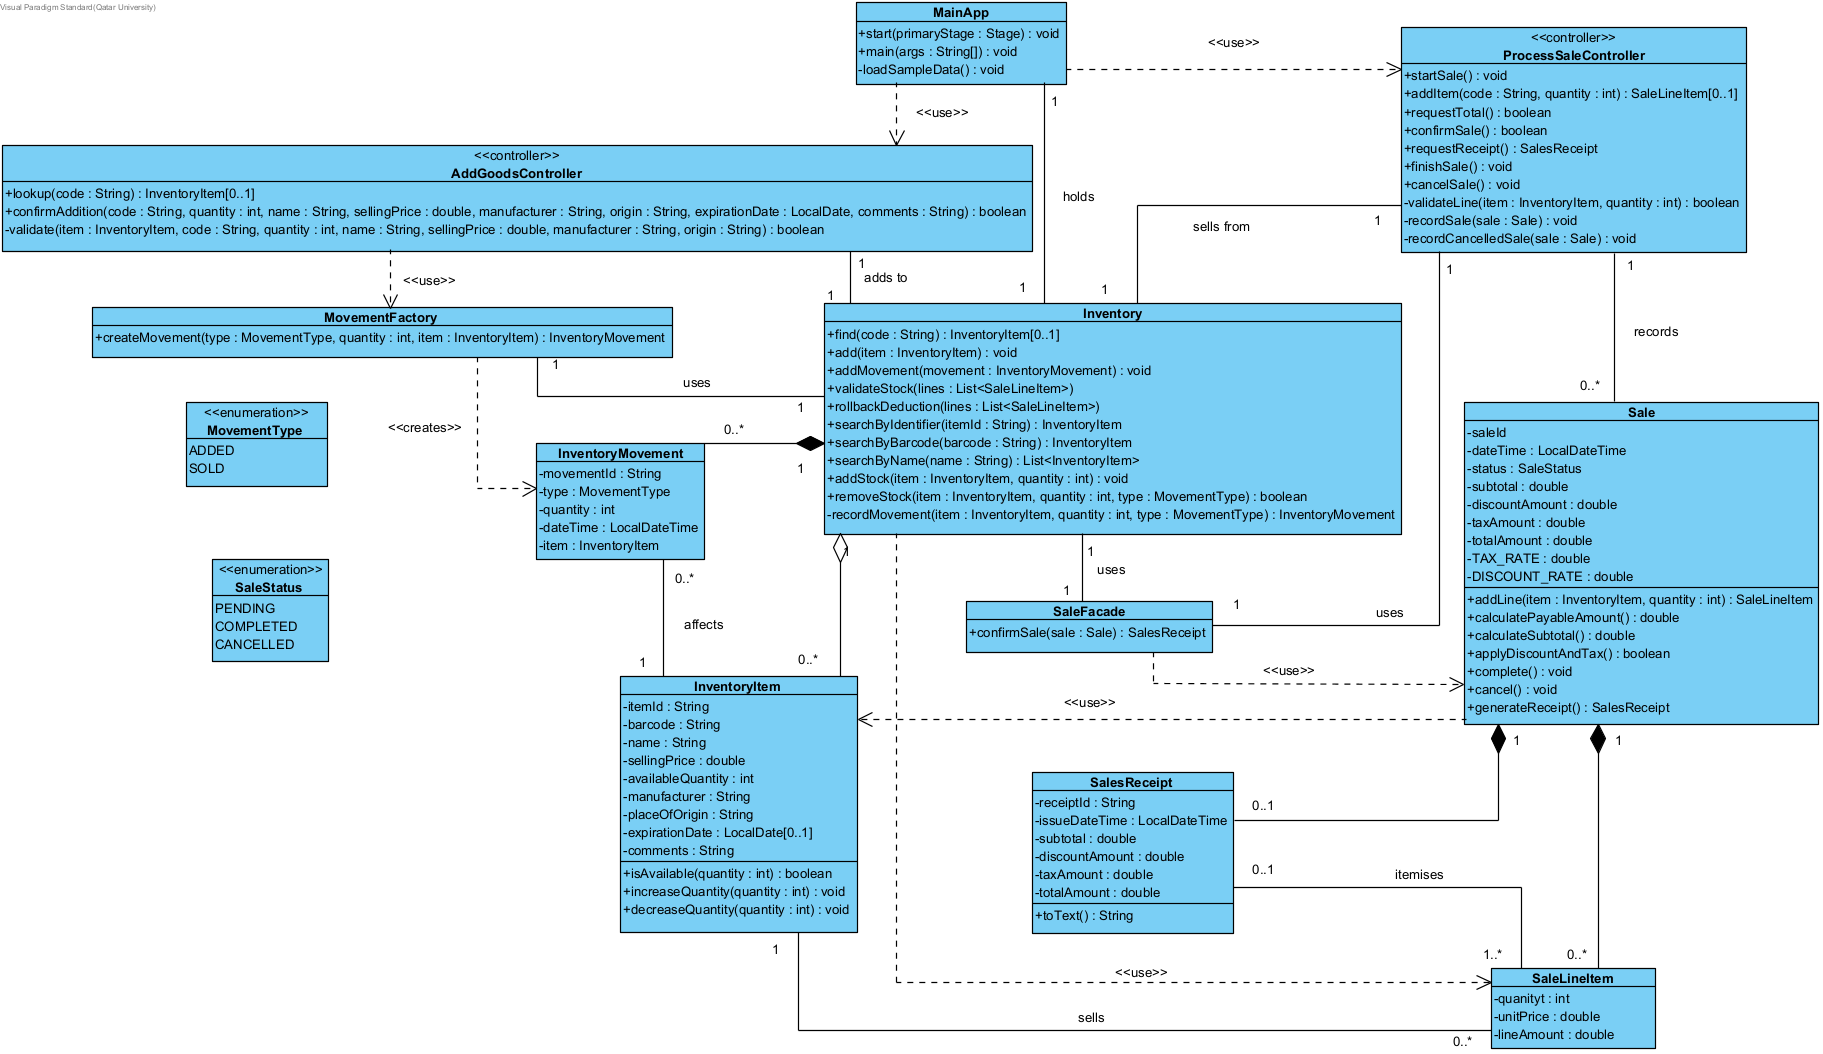 Visual Paradigm Standard(Qatar University)
MainApp
+start(primaryStage : Stage) : void
+main(args : String[]) : void
-loadSampleData() : void
<<use>>
<<use>>
1
holds
1
<<controller>>
ProcessSaleController
+startSale() : void
+addItem(code : String, quantity : int) : SaleLineItem[0..1]
+requestTotal() : boolean
+confirmSale() : boolean
+requestReceipt() : SalesReceipt
+finishSale() : void
+cancelSale() : void
-validateLine(item : InventoryItem, quantity : int) : boolean
-recordSale(sale : Sale) : void
-recordCancelledSale(sale : Sale) : void
<<controller>>
AddGoodsController
+lookup(code : String) : InventoryItem[0..1]
+confirmAddition(code : String, quantity : int, name : String, sellingPrice : double, manufacturer : String, origin : String, expirationDate : LocalDate, comments : String) : boolean
-validate(item : InventoryItem, code : String, quantity : int, name : String, sellingPrice : double, manufacturer : String, origin : String) : boolean
1
sells from
1
<<use>>
1
adds to
1
1
1
records
0..*
MovementFactory
+createMovement(type : MovementType, quantity : int, item : InventoryItem) : InventoryMovement
1
uses
1
<<creates>>
Inventory
+find(code : String) : InventoryItem[0..1]
+add(item : InventoryItem) : void
+addMovement(movement : InventoryMovement) : void
+validateStock(lines : List<SaleLineItem>)
+rollbackDeduction(lines : List<SaleLineItem>)
+searchByIdentifier(itemId : String) : InventoryItem
+searchByBarcode(barcode : String) : InventoryItem
+searchByName(name : String) : List<InventoryItem>
+addStock(item : InventoryItem, quantity : int) : void
+removeStock(item : InventoryItem, quantity : int, type : MovementType) : boolean
-recordMovement(item : InventoryItem, quantity : int, type : MovementType) : InventoryMovement
<<enumeration>>
MovementType
ADDED
SOLD
0..*
1
InventoryMovement
-movementId : String
-type : MovementType
-quantity : int
-dateTime : LocalDateTime
-item : InventoryItem
Sale
-saleId
-dateTime : LocalDateTime
-status : SaleStatus
-subtotal : double
-discountAmount : double
-taxAmount : double
-totalAmount : double
-TAX_RATE : double
-DISCOUNT_RATE : double
+addLine(item : InventoryItem, quantity : int) : SaleLineItem
+calculatePayableAmount() : double
+calculateSubtotal() : double
+applyDiscountAndTax() : boolean
+complete() : void
+cancel() : void
+generateReceipt() : SalesReceipt
<<enumeration>>
SaleStatus
PENDING
COMPLETED
CANCELLED
0..*
affects
1
1
0..*
1
uses
1
SaleFacade
+confirmSale(sale : Sale) : SalesReceipt
1
uses
<<use>>
<<use>>
InventoryItem
-itemId : String
-barcode : String
-name : String
-sellingPrice : double
-availableQuantity : int
-manufacturer : String
-placeOfOrigin : String
-expirationDate : LocalDate[0..1]
-comments : String
+isAvailable(quantity : int) : boolean
+increaseQuantity(quantity : int) : void
+decreaseQuantity(quantity : int) : void
1
1
SalesReceipt
-receiptId : String
-issueDateTime : LocalDateTime
-subtotal : double
-discountAmount : double
-taxAmount : double
-totalAmount : double
+toText() : String
0..1
0..1
itemises
1..*
0..*
<<use>>
1
sells
0..*
SaleLineItem
-quanityt : int
-unitPrice : double
-lineAmount : double